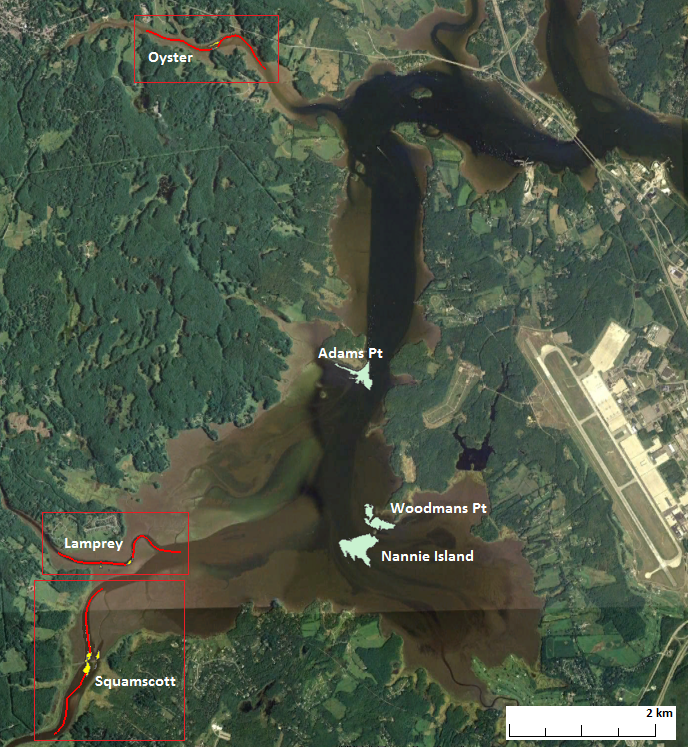 Oyster
Adams Pt
Woodmans Pt
Lamprey
Nannie Island
Squamscott
2 km